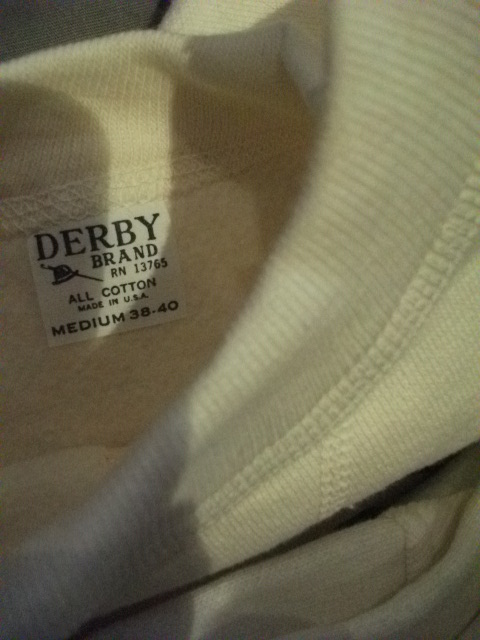 DERBY
BRAND
RN 13765
ALL COTTON
MADE IN U.S.A.
MEDIUM 38-40